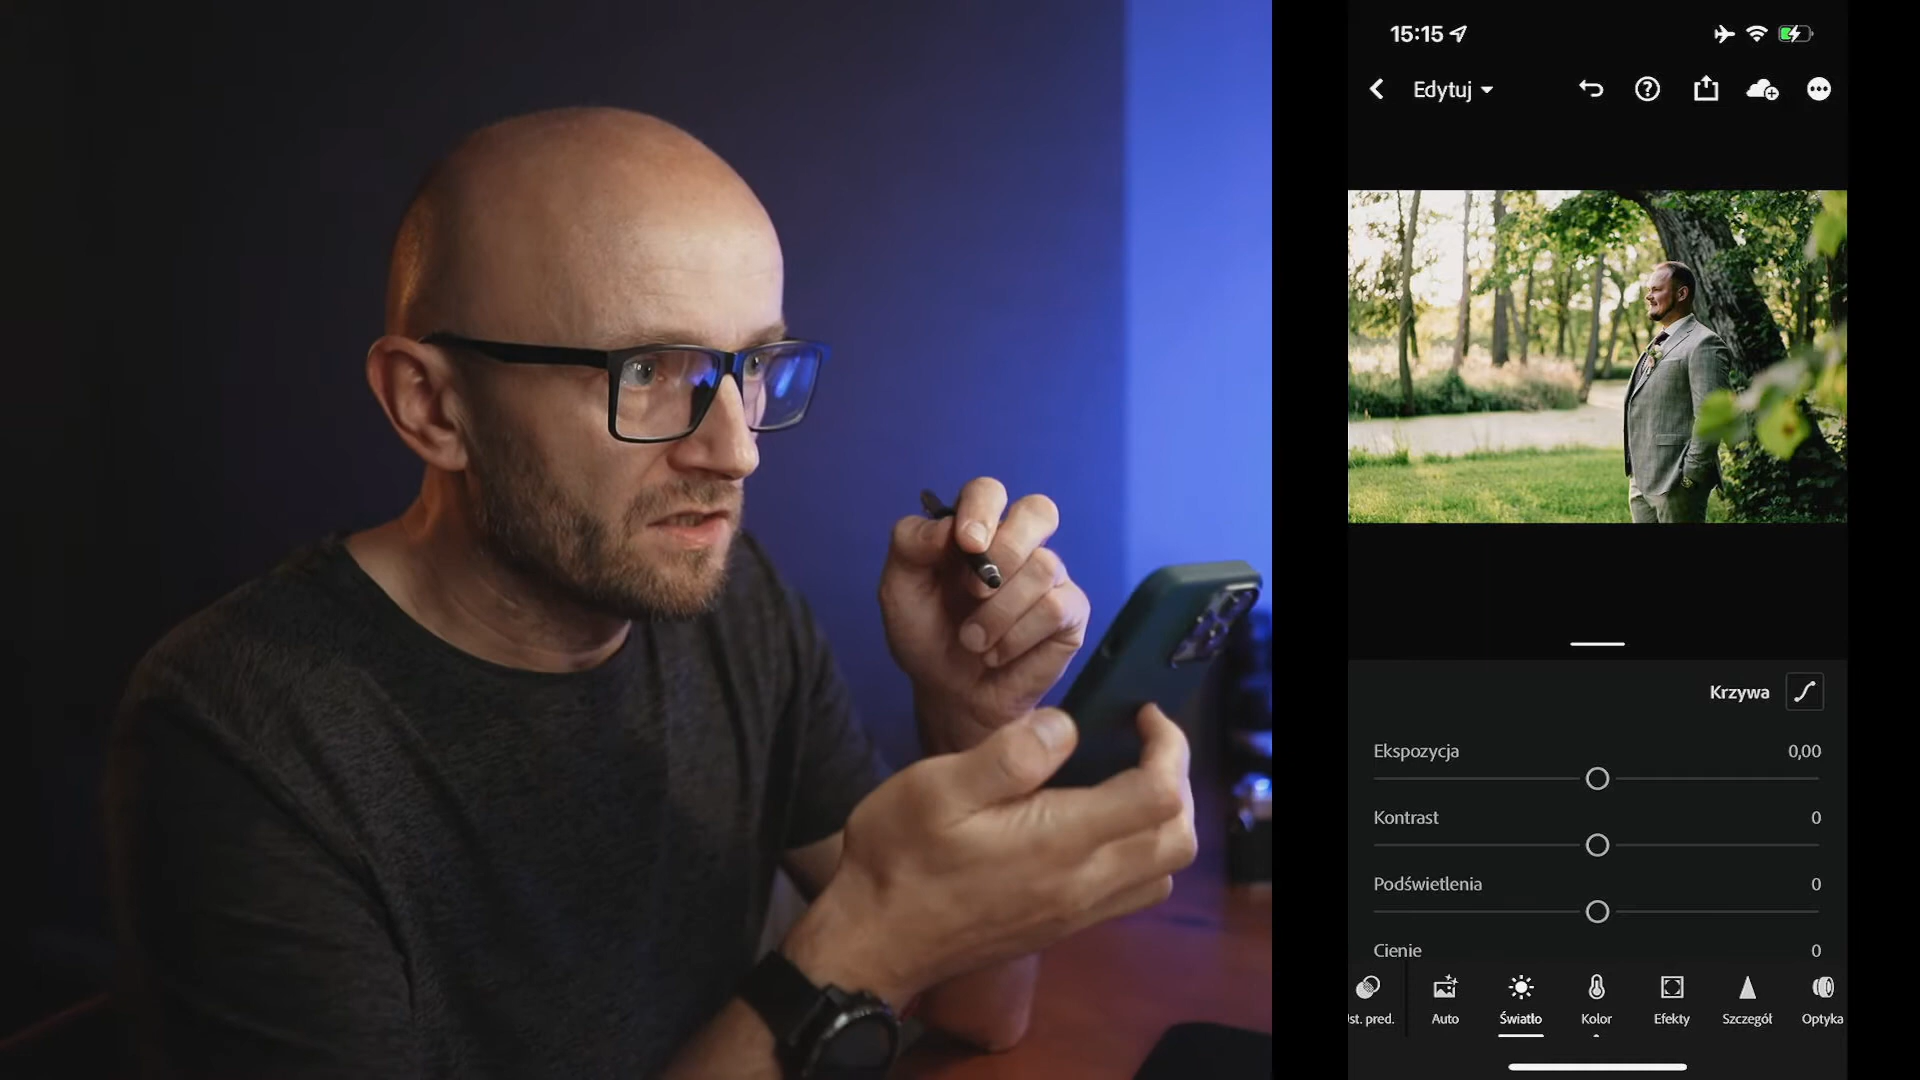 15:15
Edytuj
Krzywa
Ekspozycja 0,00
Kontrast 0
Podświetlenia 0
Cienie 0
Ust. pred. Auto Światło Kolor Efekty Szczegół Optyka